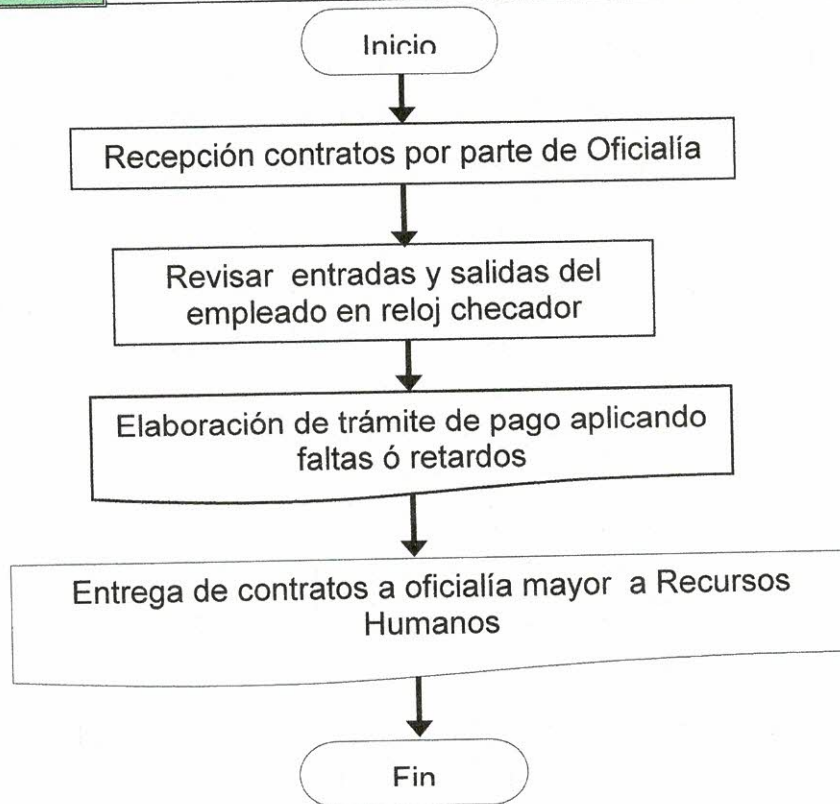 Inicio
Recepción contratos por parte de Oficialía
Revisar entradas y salidas del
empleado en reloj checador
Elaboración de trámite de pago aplicando
faltas ó retardos
Entrega de contratos a oficialía mayor a Recursos
Humanos
Fin